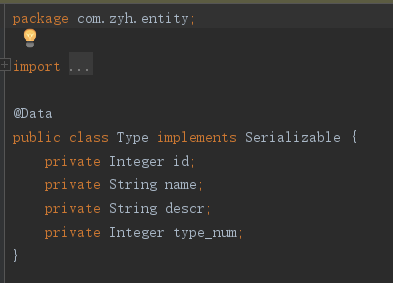 package com.zyh.entity;
import ...
@Data
public class Type implements Serializable {
    private Integer id;
    private String name;
    private String descr;
    private Integer type_num;
}